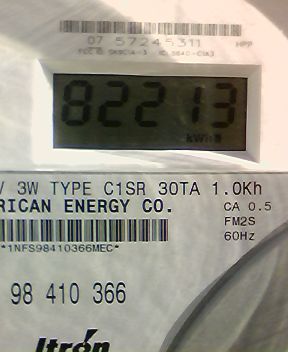 07 57245311
82213
kWh
V 3W TYPE C1SR 30TA 1.0Kh
RICAN ENERGY CO. CA 0.5
FM2S
60Hz
*1NFS98410366MEC*
98 410 366
Itrón